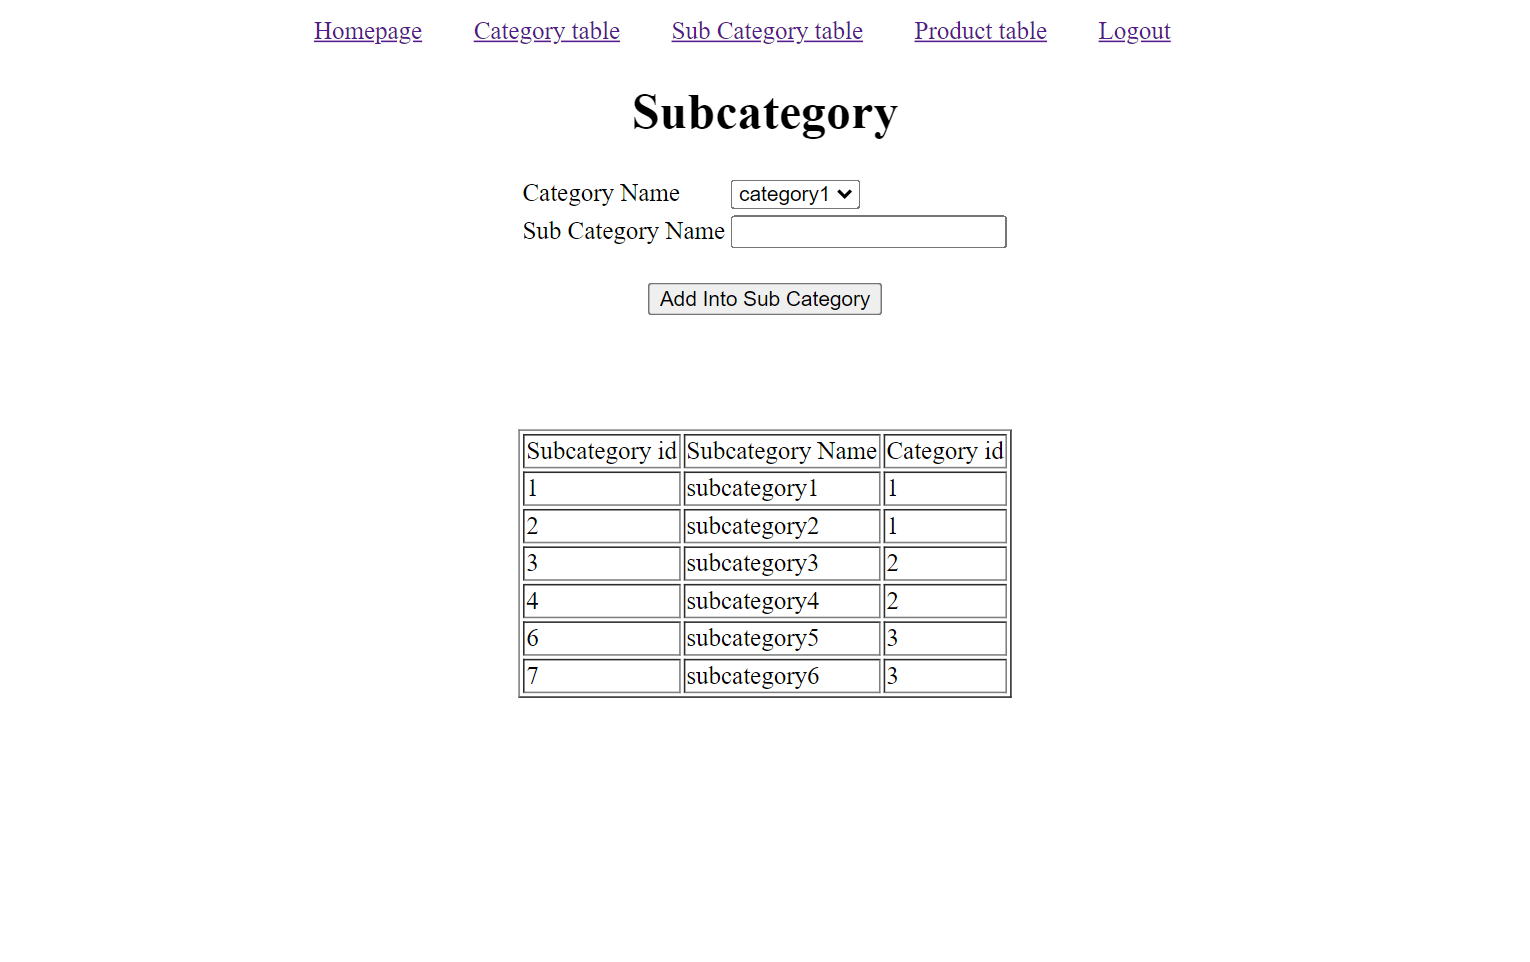 Homepage Category table Sub Category table Product table Logout
Subcategory
Category Name category1
Sub Category Name
Add Into Sub Category
Subcategory id Subcategory Name Category id
1 subcategory1 1
2 subcategory2 1
3 subcategory3 2
4 subcategory4 2
6 subcategory5 3
7 subcategory6 3